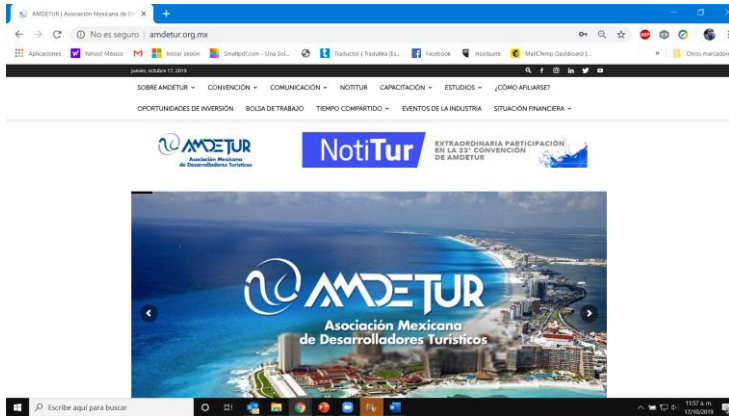 AMDETUR | Asociación Mexicana de De
No es seguro | amdetur.org.mx
Aplicaciones Yahoo! México Iniciar sesión Smallpdf.com - Una Sol... Traductor | Tradukka (Es... Facebook Hootsuite MailChimp Dashboard |... » Otros marcadores
jueves, octubre 17, 2019
SOBRE AMDETUR CONVENCIÓN COMUNICACIÓN NOTITUR CAPACITACIÓN ESTUDIOS ¿CÓMO AFILIARSE?
OPORTUNIDADES DE INVERSIÓN BOLSA DE TRABAJO TIEMPO COMPARTIDO EVENTOS DE LA INDUSTRIA SITUACIÓN FINANCIERA
AMDETUR
Asociación Mexicana
de Desarrolladores Turísticos
NotiTur
EXTRAORDINARIA PARTICIPACIÓN
EN LA 33ª CONVENCIÓN
DE AMDETUR
AMDETUR
Asociación Mexicana
de Desarrolladores Turísticos
Escribe aquí para buscar
11:57 a. m.
17/10/2019